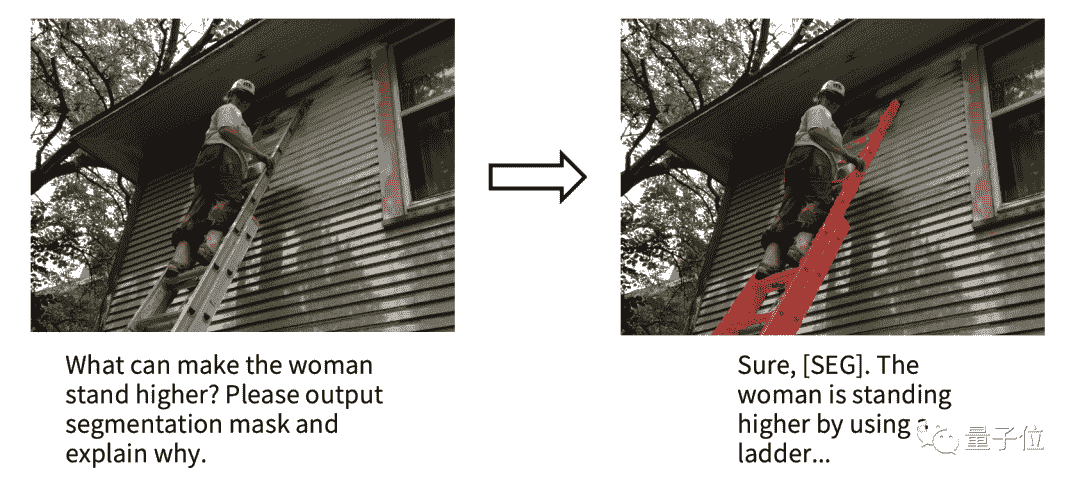 What can make the woman
stand higher? Please output
segmentation mask and
explain why.
Sure, [SEG]. The
woman is standing
higher by using a
ladder...
量子位